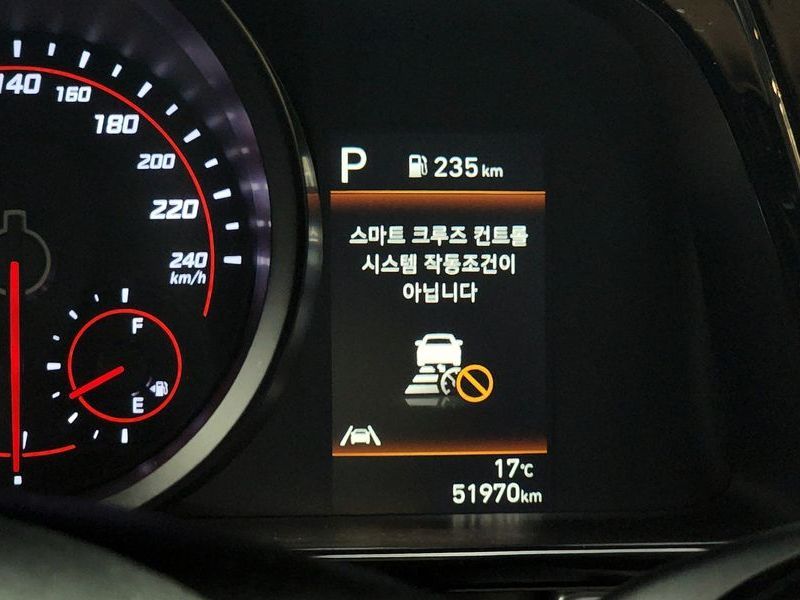 140
160
180
200
220
240
km/h
F
E
P 235 km
스마트 크루즈 컨트롤
시스템 작동조건이
아닙니다
17℃
51970km